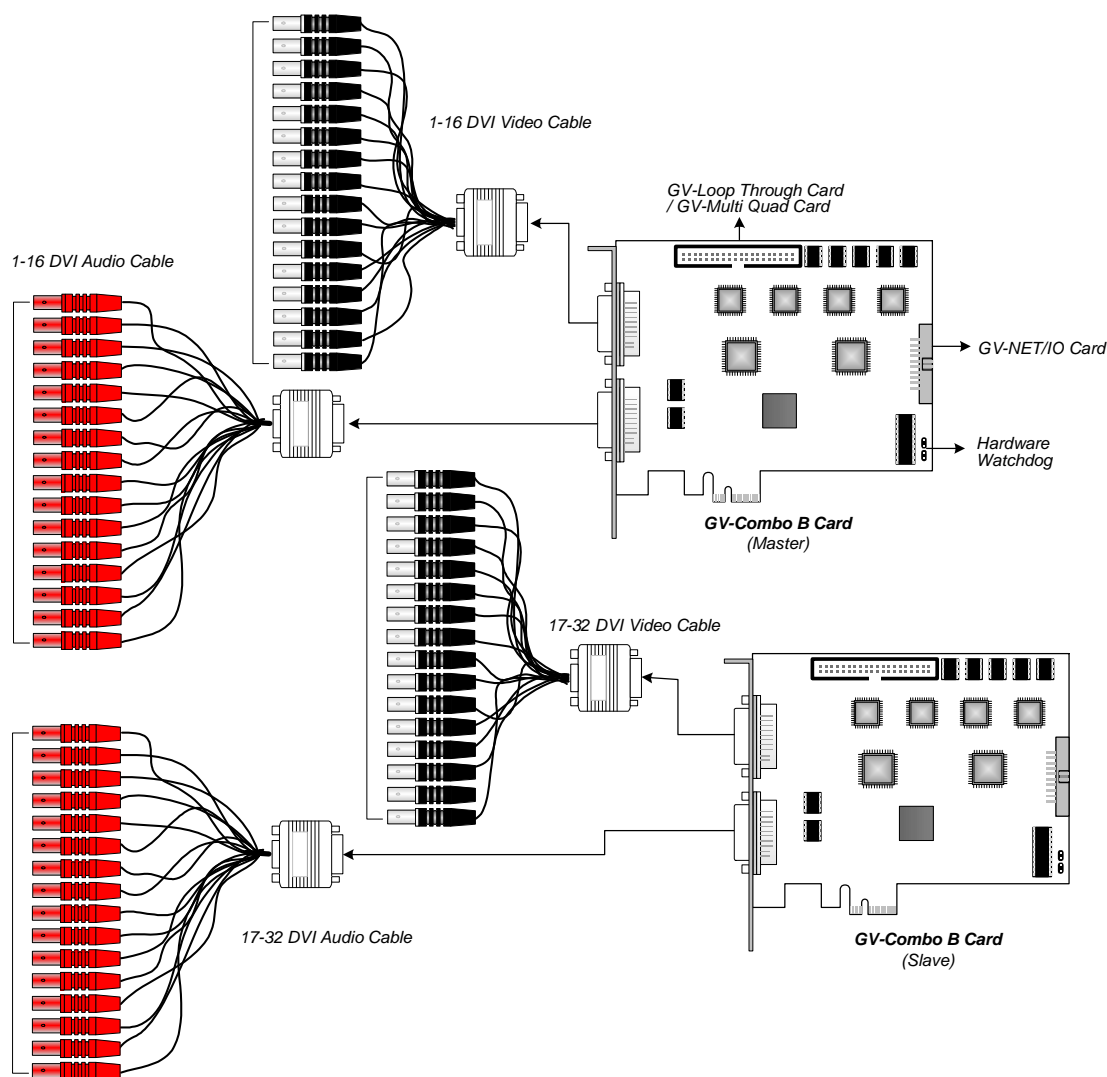 1-16 DVI Video Cable
GV-Loop Through Card
/ GV-Multi Quad Card
1-16 DVI Audio Cable
GV-NET/IO Card
Hardware
Watchdog
GV-Combo B Card
(Master)
17-32 DVI Video Cable
17-32 DVI Audio Cable
GV-Combo B Card
(Slave)